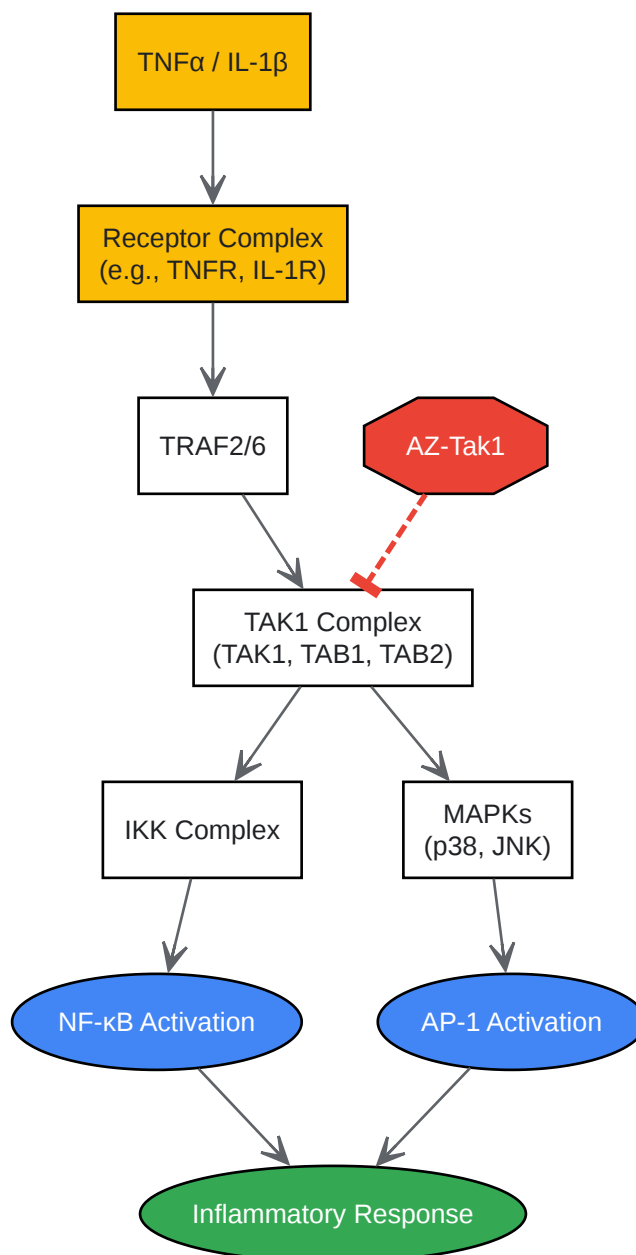 TNFα / IL-1β
Receptor Complex
(e.g., TNFR, IL-1R)
TRAF2/6
AZ-Tak1
TAK1 Complex
(TAK1, TAB1, TAB2)
IKK Complex
MAPKs
(p38, JNK)
NF-κB Activation
AP-1 Activation
Inflammatory Response